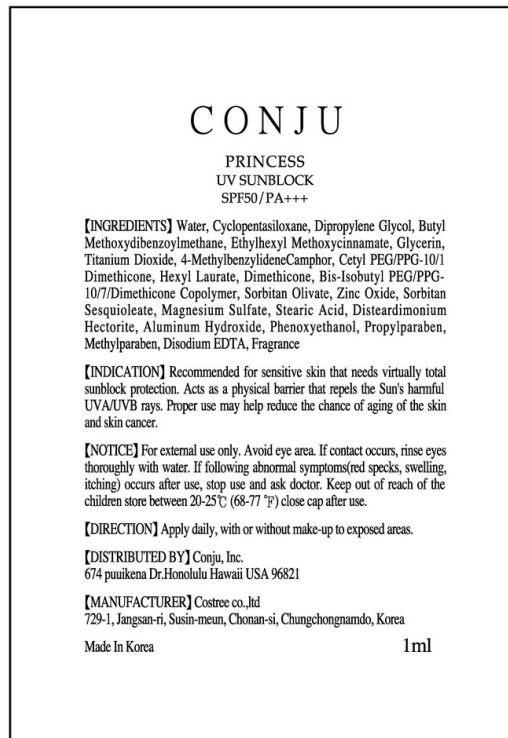 CONJU
PRINCESS
UV SUNBLOCK
SPF50/PA+++
【INGREDIENTS】Water, Cyclopentasiloxane, Dipropylene Glycol, Butyl
Methoxydibenzoylmethane, Ethylhexyl Methoxycinnamate, Glycerin,
Titanium Dioxide, 4-MethylbenzylideneCamphor, Cetyl PEG/PPG-10/1
Dimethicone, Hexyl Laurate, Dimethicone, Bis-Isobutyl PEG/PPG-
10/7/Dimethicone Copolymer, Sorbitan Olivate, Zinc Oxide, Sorbitan
Sesquioleate, Magnesium Sulfate, Stearic Acid, Disteardimonium
Hectorite, Aluminum Hydroxide, Phenoxyethanol, Propylparaben,
Methylparaben, Disodium EDTA, Fragrance
【INDICATION】Recommended for sensitive skin that needs virtually total
sunblock protection. Acts as a physical barrier that repels the Sun's harmful
UVA/UVB rays. Proper use may help reduce the chance of aging of the skin
and skin cancer.
【NOTICE】For external use only. Avoid eye area. If contact occurs, rinse eyes
thoroughly with water. If following abnormal symptoms(red specks, swelling,
itching) occurs after use, stop use and ask doctor. Keep out of reach of the
children store between 20-25℃ (68-77 ℉) close cap after use.
【DIRECTION】Apply daily, with or without make-up to exposed areas.
【DISTRIBUTED BY】Conju, Inc.
674 puuikena Dr.Honolulu Hawaii USA 96821
【MANUFACTURER】Costree co.,ltd
729-1, Jangsan-ri, Susin-meun, Chonan-si, Chungchongnamdo, Korea
Made In Korea 1ml